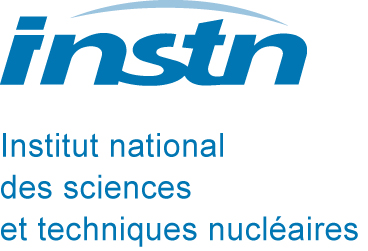 instn
Institut national
des sciences
et techniques nucléaires